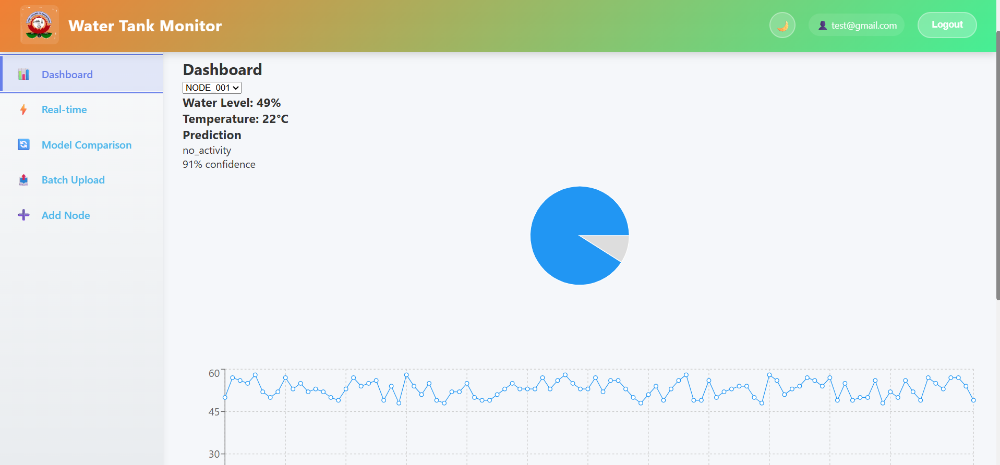 Water Tank Monitor
test@gmail.com
Logout
Dashboard
Real-time
Model Comparison
Batch Upload
Add Node
Dashboard
NODE_001
Water Level: 49%
Temperature: 22°C
Prediction
no_activity
91% confidence
60
45
30